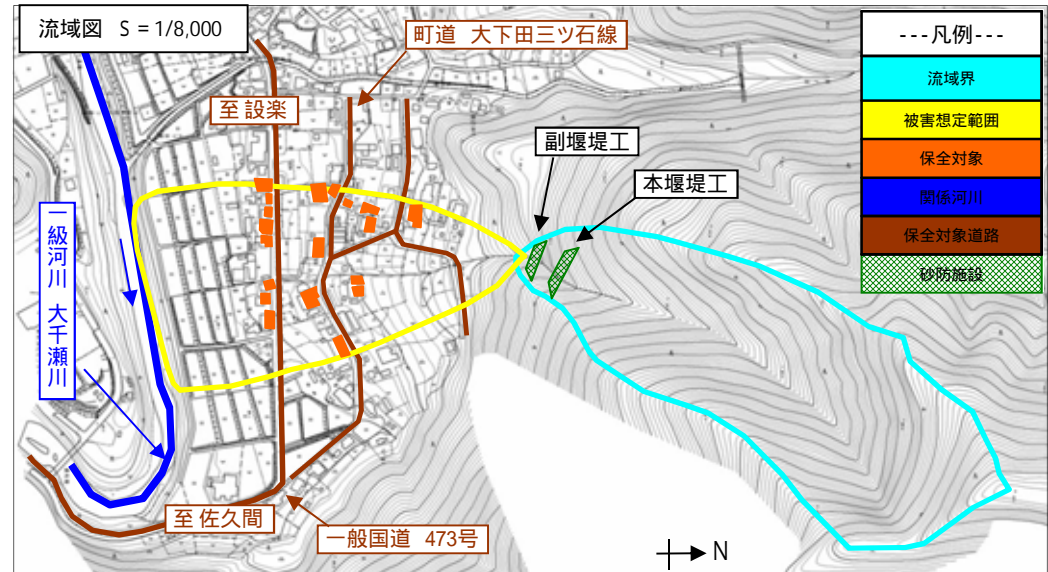 流域図 S = 1/8,000
町道 大下田三ツ石線
---凡例---
流域界
被害想定範囲
保全対象
関係河川
保全対象道路
砂防施設
至 設楽
副堰堤工
本堰堤工
一級河川 大千瀬川
至 佐久間
一般国道 473号
N